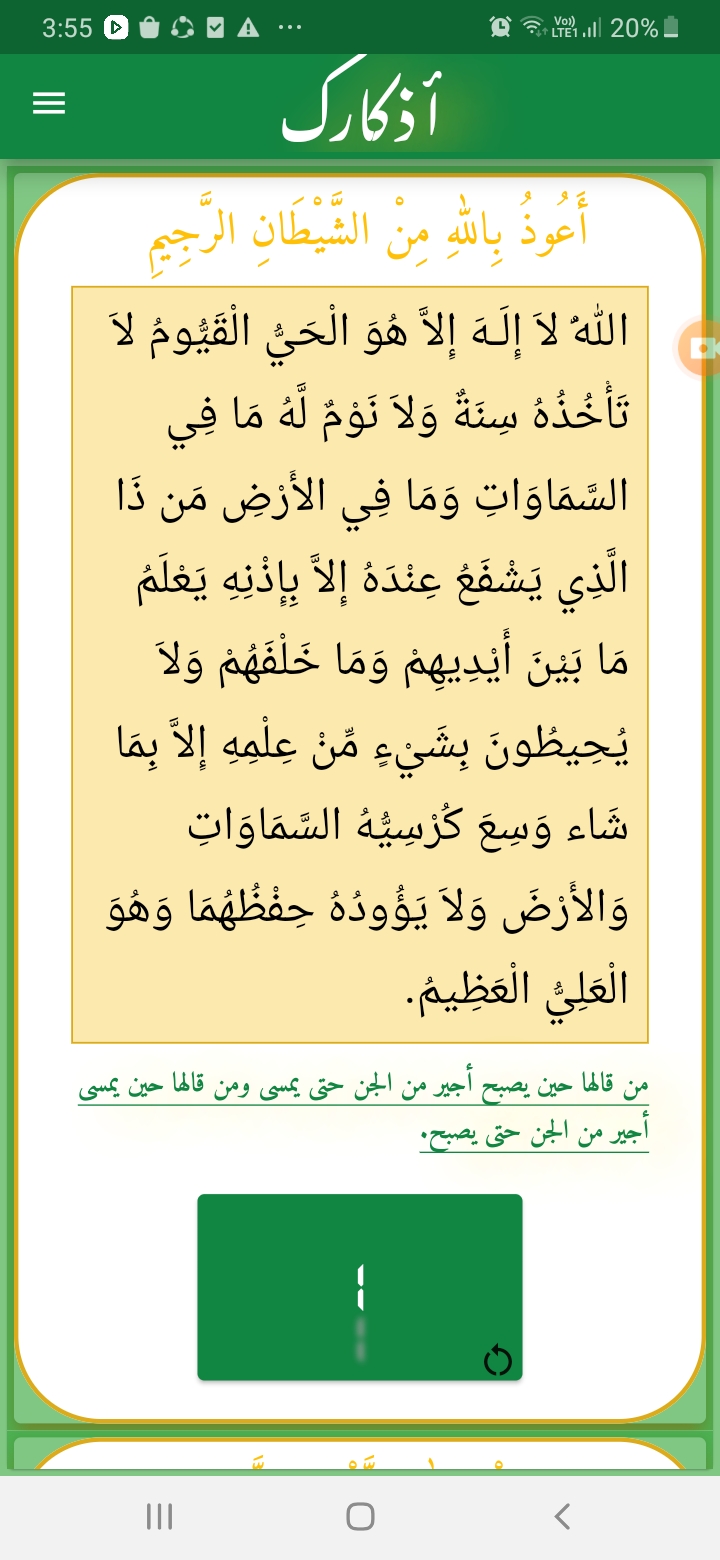 3:55
Vo))
LTE1
20%
أذكارك
أَعُوذُ بِاللهِ مِنْ الشَّيْطَانِ الرَّجِيمِ
اللّهُ لاَ إِلَـهَ إِلاَّ هُوَ الْحَيُّ الْقَيُّومُ لاَ
تَأْخُذُهُ سِنَةٌ وَلاَ نَوْمٌ لَّهُ مَا فِي
السَّمَاوَاتِ وَمَا فِي الأَرْضِ مَن ذَا
الَّذِي يَشْفَعُ عِنْدَهُ إِلاَّ بِإِذْنِهِ يَعْلَمُ
مَا بَيْنَ أَيْدِيهِمْ وَمَا خَلْفَهُمْ وَلاَ
يُحِيطُونَ بِشَيْءٍ مِّنْ عِلْمِهِ إِلاَّ بِمَا
شَاء وَسِعَ كُرْسِيُّهُ السَّمَاوَاتِ
وَالأَرْضَ وَلاَ يَؤُودُهُ حِفْظُهُمَا وَهُوَ
الْعَلِيُّ الْعَظِيمُ.
من قالها حين يصبح أجير من الجن حتى يمسى ومن قالها حين يمسى
أجير من الجن حتى يصبح.
1